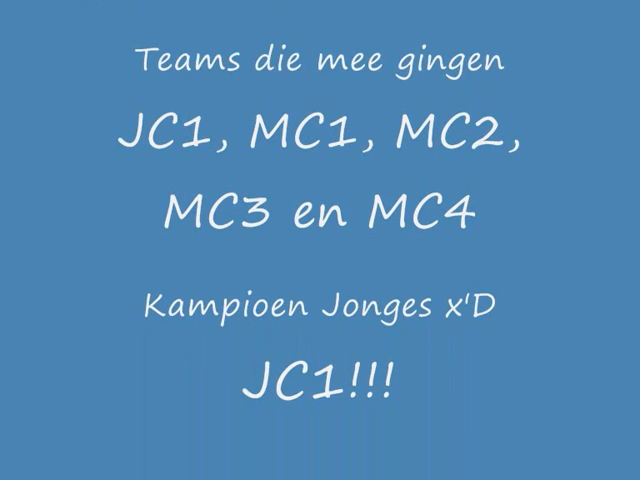 Teams die mee gingen
JC1, MC1, MC2,
MC3 en MC4
Kampioen Jonges x'D
JC1!!!